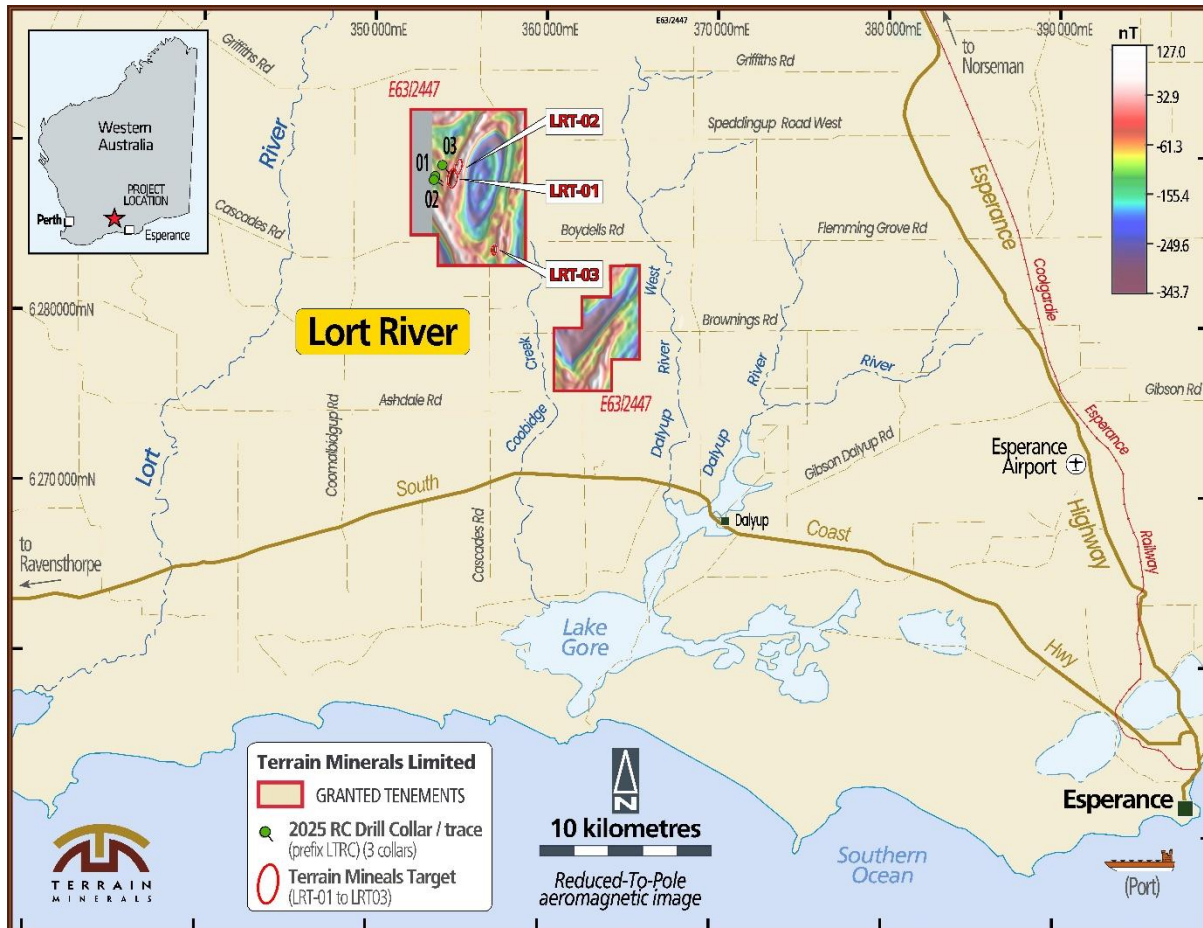 350 000mE
360 000mE
E63/2447
370 000mE
380 000mE
390 000mE
nT
127.0
32.9
-61.3
-155.4
-249.6
-343.7
Western
Australia
PROJECT
LOCATION
Perth
Esperance
Griffiths Rd
River
E63/2447
LRT-02
03
01
02
LRT-01
LRT-03
Griffiths Rd
Speddingup Road West
to
Norseman
Esperance
Coolgardie
Cascades Rd
Boydells Rd
Flemming Grove Rd
West
6 280 000mN
Lort River
Creek
River
Brownings Rd
River
River
Ashdale Rd
Coomalbidgup Rd
Coobidge
E63/2447
Dalyup
Dalyup
Gibson Rd
Esperance
Gibson Dalyup Rd
Esperance
Airport
Lort
6 270 000mN
South
Dalyup
Coast
Highway
Railway
to
Ravensthorpe
Cascades Rd
Lake
Gore
Hwy
Terrain Minerals Limited
GRANTED TENEMENTS
2025 RC Drill Collar / trace
(prefix LTRC) (3 collars)
Terrain Mineals Target
(LRT-01 to LRT03)
N
10 kilometres
Reduced-To-Pole
aeromagnetic image
Southern
Ocean
Esperance
(Port)
TERRAIN
MINERALS